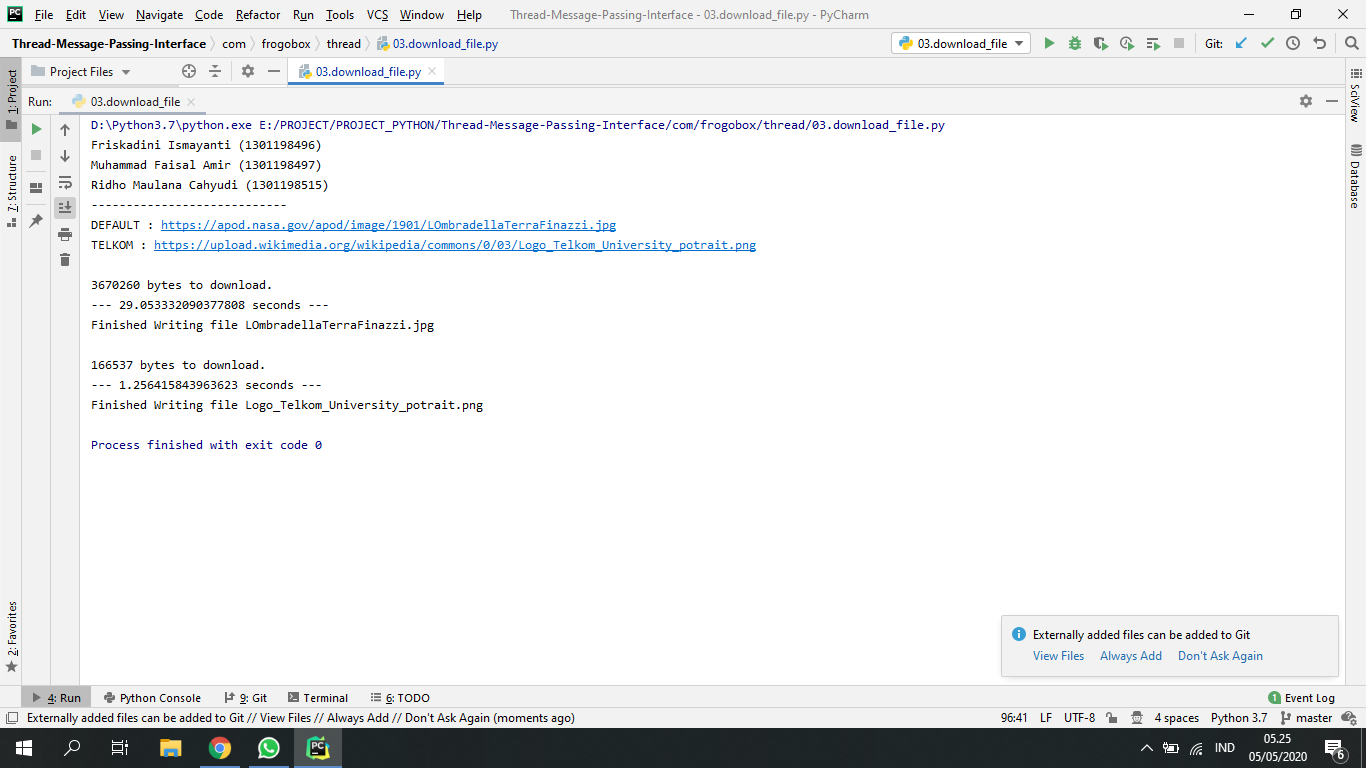 PC File Edit View Navigate Code Refactor Run Tools VCS Window Help Thread-Message-Passing-Interface - 03.download_file.py - PyCharm
Thread-Message-Passing-Interface com frogobox thread 03.download_file.py 03.download_file Git:
1: Project Project Files 03.download_file.py
Run: 03.download_file
D:\Python3.7\python.exe E:/PROJECT/PROJECT_PYTHON/Thread-Message-Passing-Interface/com/frogobox/thread/03.download_file.py
Friskadini Ismayanti (1301198496)
Muhammad Faisal Amir (1301198497)
Ridho Maulana Cahyudi (1301198515)
----------------------------
DEFAULT : https://apod.nasa.gov/apod/image/1901/LOmbradellaTerraFinazzi.jpg
TELKOM : https://upload.wikimedia.org/wikipedia/commons/0/03/Logo_Telkom_University_potrait.png
3670260 bytes to download.
--- 29.053332090377808 seconds ---
Finished Writing file LOmbradellaTerraFinazzi.jpg
166537 bytes to download.
--- 1.256415843963623 seconds ---
Finished Writing file Logo_Telkom_University_potrait.png
Process finished with exit code 0
7: Structure
2: Favorites
SciView
Database
Externally added files can be added to Git
View Files Always Add Don't Ask Again
4: Run Python Console 9: Git Terminal 6: TODO 1 Event Log
Externally added files can be added to Git // View Files // Always Add // Don't Ask Again (moments ago) 96:41 LF UTF-8 4 spaces Python 3.7 master
PC IND 05.25
05/05/2020 6